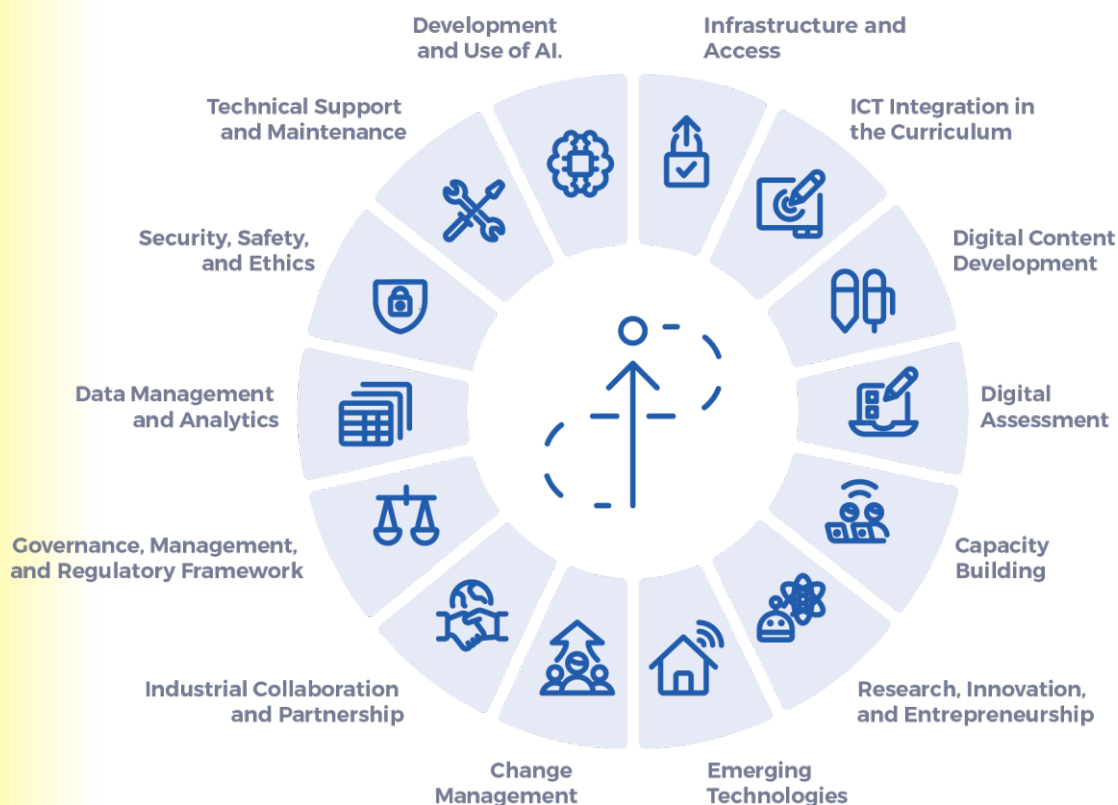 Development
and Use of AI.
Infrastructure and
Access
Technical Support
and Maintenance
ICT Integration in
the Curriculum
Security, Safety,
and Ethics
Digital Content
Development
Data Management
and Analytics
Digital
Assessment
Governance, Management,
and Regulatory Framework
Capacity
Building
Industrial Collaboration
and Partnership
Research, Innovation,
and Entrepreneurship
Change
Management
Emerging
Technologies